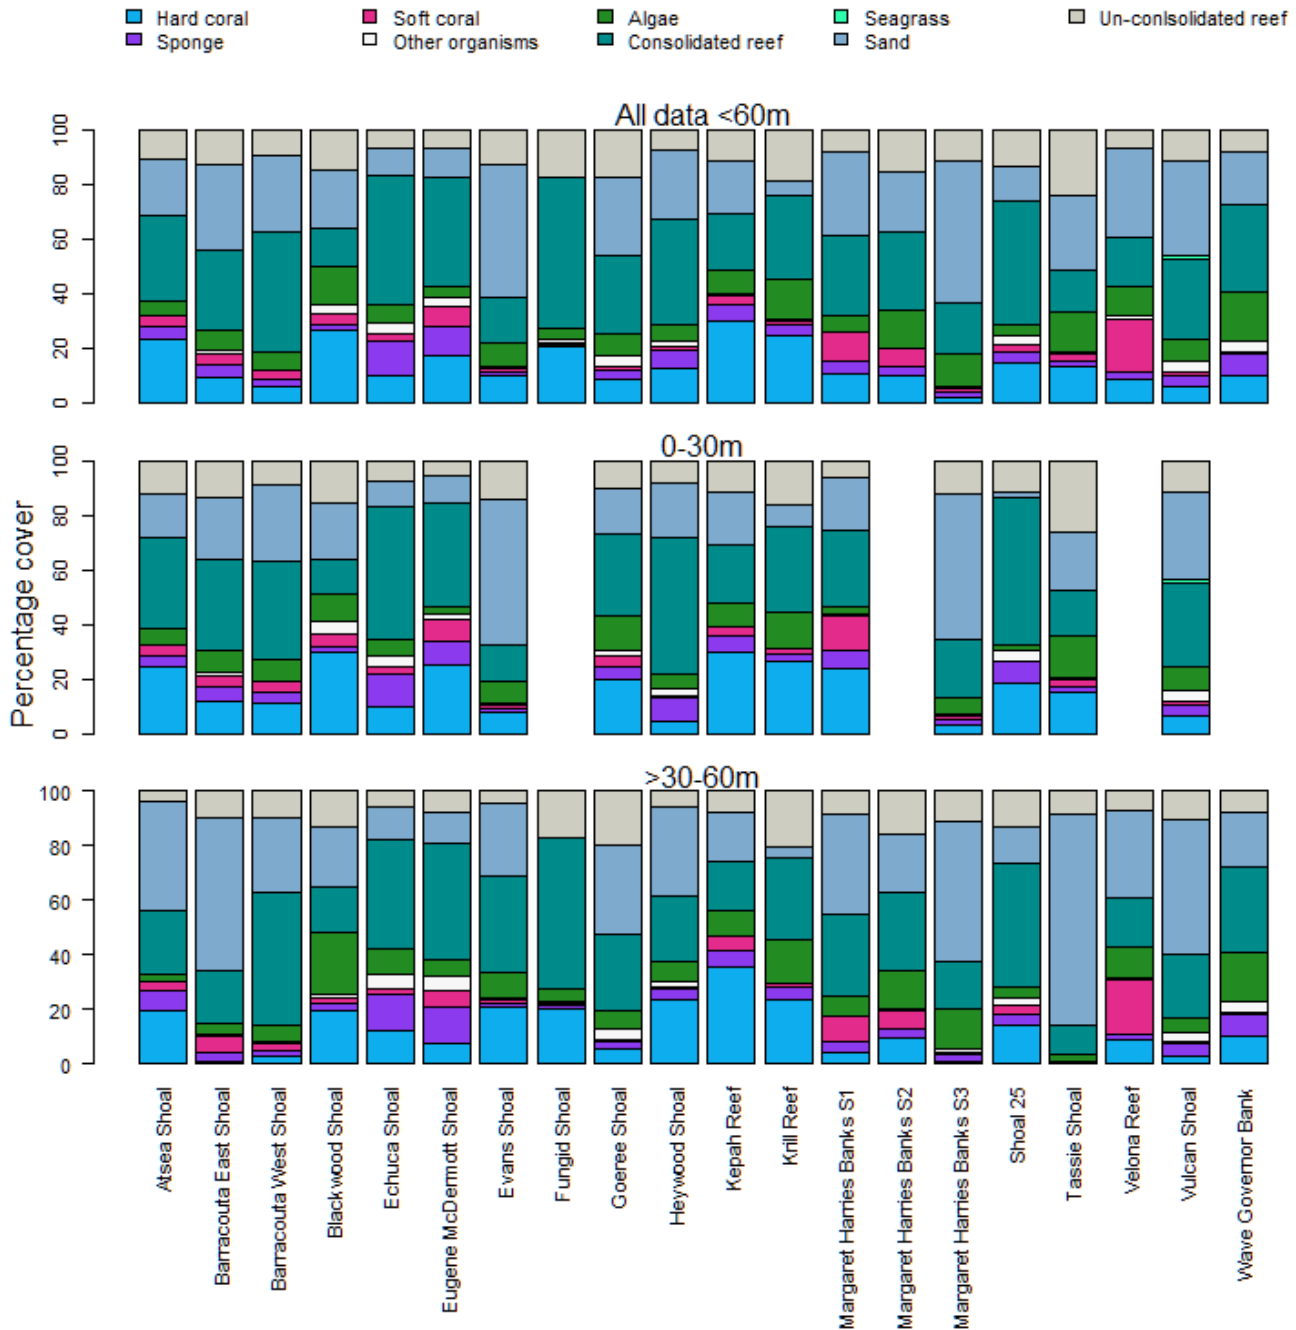 Hard coral Soft coral Algae Seagrass Un-conlsolidated reef
Sponge Other organisms Consolidated reef Sand
All data <60m
100
80
60
40
20
0
0-30m
100
80
60
40
20
0
Percentage cover
>30-60m
100
80
60
40
20
0
Atsea Shoal
Barracouta East Shoal
Barracouta West Shoal
Blackwood Shoal
Echuca Shoal
Eugene McDermott Shoal
Evans Shoal
Fungid Shoal
Goeree Shoal
Heywood Shoal
Kepah Reef
Krill Reef
Margaret Harries Banks S1
Margaret Harries Banks S2
Margaret Harries Banks S3
Shoal 25
Tassie Shoal
Velona Reef
Vulcan Shoal
Wave Governor Bank